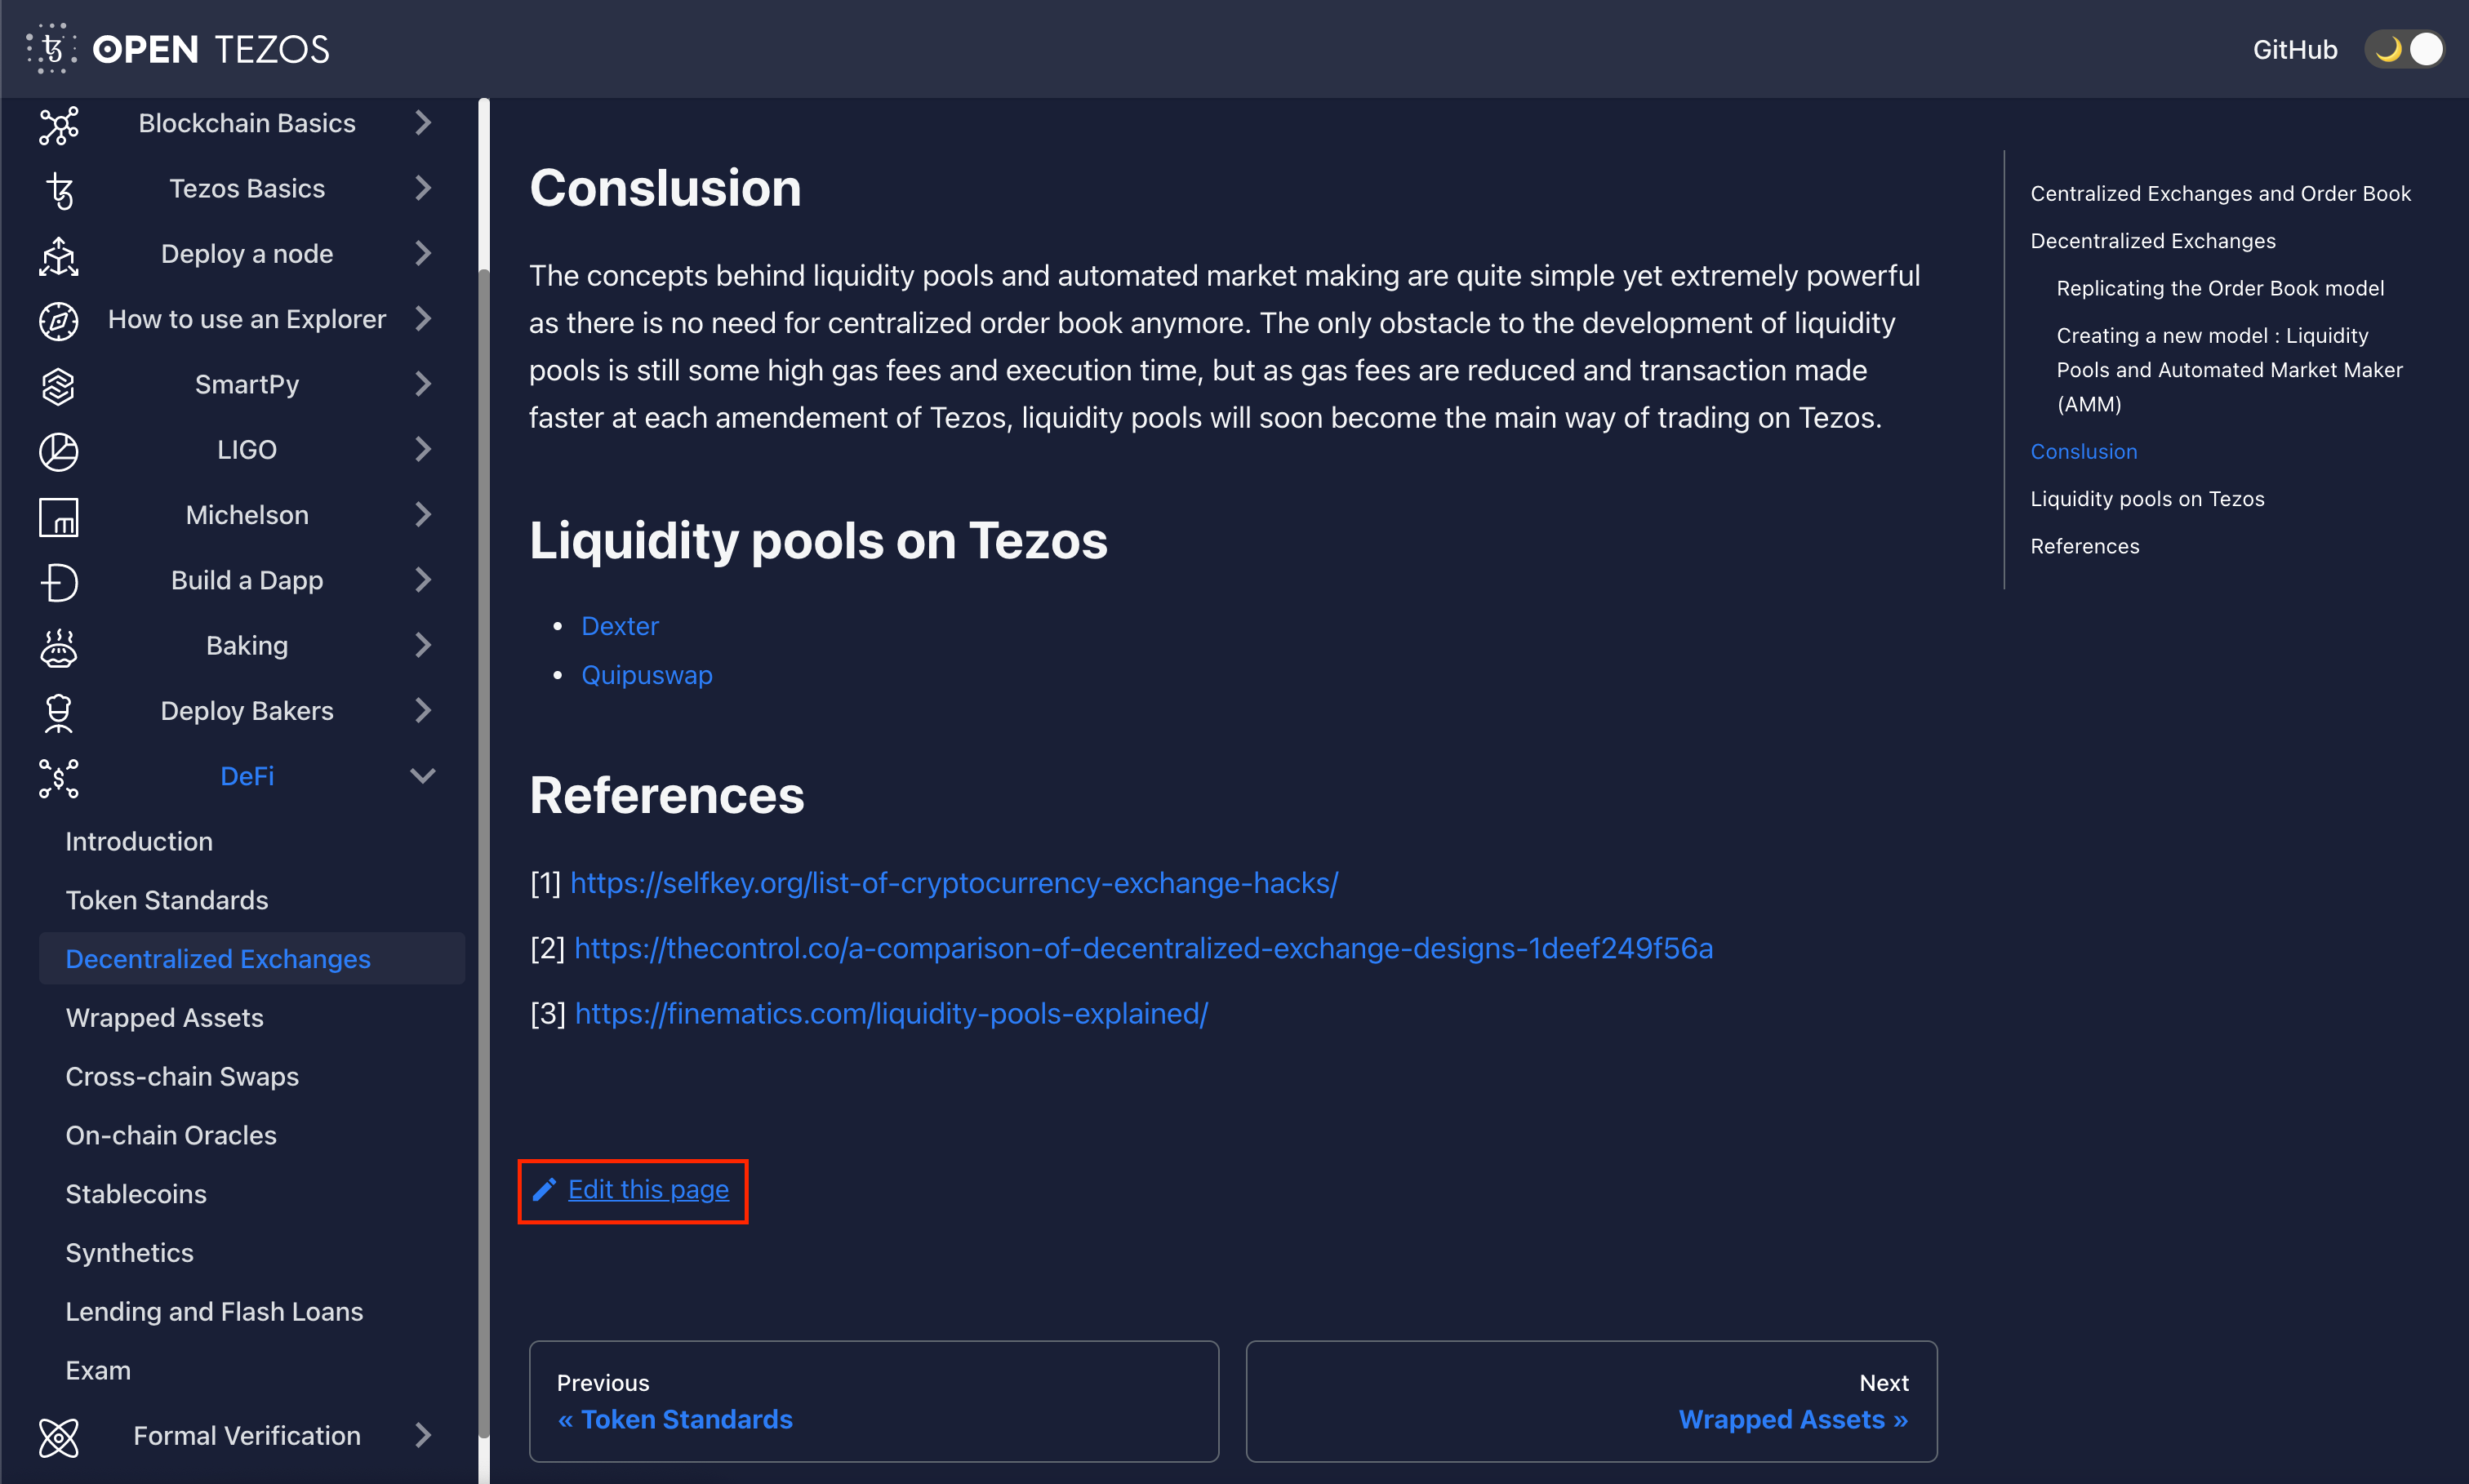 OPEN TEZOS
GitHub
Blockchain Basics
Tezos Basics
Deploy a node
How to use an Explorer
SmartPy
LIGO
Michelson
Build a Dapp
Baking
Deploy Bakers
DeFi
Introduction
Token Standards
Decentralized Exchanges
Wrapped Assets
Cross-chain Swaps
On-chain Oracles
Stablecoins
Synthetics
Lending and Flash Loans
Exam
Formal Verification
Conslusion
The concepts behind liquidity pools and automated market making are quite simple yet extremely powerful
as there is no need for centralized order book anymore. The only obstacle to the development of liquidity
pools is still some high gas fees and execution time, but as gas fees are reduced and transaction made
faster at each amendement of Tezos, liquidity pools will soon become the main way of trading on Tezos.
Liquidity pools on Tezos
• Dexter
• Quipuswap
References
[1] https://selfkey.org/list-of-cryptocurrency-exchange-hacks/
[2] https://thecontrol.co/a-comparison-of-decentralized-exchange-designs-1deef249f56a
[3] https://finematics.com/liquidity-pools-explained/
Edit this page
Previous
« Token Standards
Next
Wrapped Assets »
Centralized Exchanges and Order Book
Decentralized Exchanges
Replicating the Order Book model
Creating a new model : Liquidity
Pools and Automated Market Maker
(AMM)
Conslusion
Liquidity pools on Tezos
References